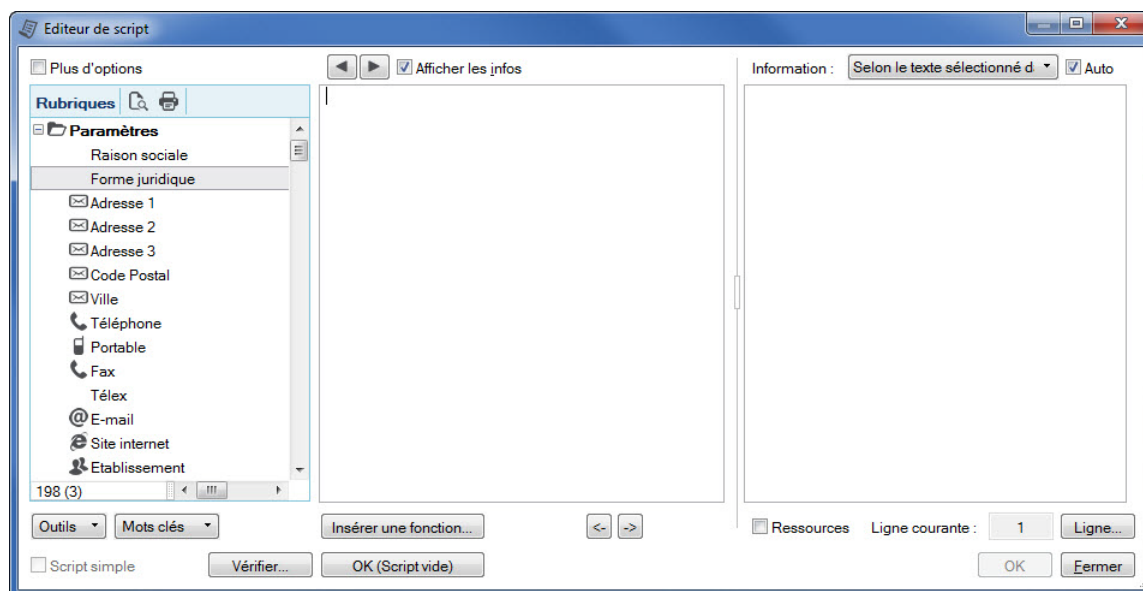 Editeur de script
Plus d'options
Afficher les infos
Information : Selon le texte sélectionné d Auto
Rubriques
Paramètres
Raison sociale
Forme juridique
Adresse 1
Adresse 2
Adresse 3
Code Postal
Ville
Téléphone
Portable
Fax
Télex
E-mail
Site internet
Etablissement
198 (3)
Outils Mots clés Insérer une fonction... <- -> Ressources Ligne courante : 1 Ligne...
Script simple Vérifier... OK (Script vide) OK Fermer